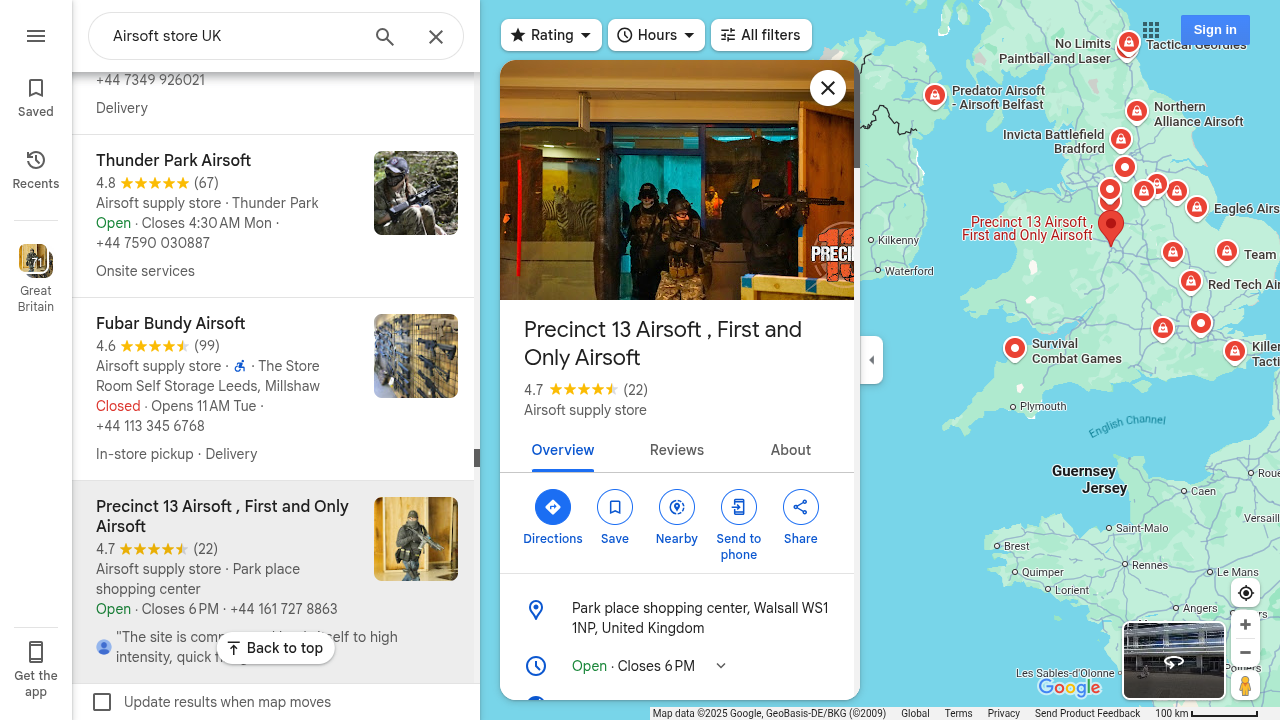 Airsoft store UK
Saved
Recents
Great
Britain
Get the
app
+44 7349 926021
Delivery
Thunder Park Airsoft
4.8 (67)
Airsoft supply store · Thunder Park
Open · Closes 4:30 AM Mon ·
+44 7590 030887
Onsite services
Fubar Bundy Airsoft
4.6 (99)
Airsoft supply store · · The Store
Room Self Storage Leeds, Millshaw
Closed · Opens 11 AM Tue ·
+44 113 345 6768
In-store pickup · Delivery
Precinct 13 Airsoft , First and Only
Airsoft
4.7 (22)
Airsoft supply store · Park place
shopping center
Open · Closes 6 PM · +44 161 727 8863
"The site is itself to high
intensity, quick
Back to top
Update results when map moves
Rating
Hours
All filters
Precinct 13 Airsoft , First and
Only Airsoft
4.7 (22)
Airsoft supply store
Overview
Reviews
About
Directions
Save
Nearby
Send to
phone
Share
Park place shopping center, Walsall WS1
1NP, United Kingdom
Open · Closes 6 PM
Sign in
No Limits
Paintball and Laser
Tactical Geordies
Predator Airsoft
- Airsoft Belfast
Northern
Alliance Airsoft
Invicta Battlefield
Bradford
Eagle6 Airs
Precinct 13 Airsoft ,
First and Only Airsoft
Kilkenny
Waterford
Team
Red Tech Air
Survival
Combat Games
Killer
Tacti
Plymouth
English Channel
Guernsey
Jersey
Roue
Caen
Versaill
Saint-Malo
Brest
Rennes
Quimper
Le Mans
Lorient
Angers
Les Sables-d'Olonne
Poitiers
Google
Map data ©2025 Google, GeoBasis-DE/BKG (©2009)
Global
Terms
Privacy
Send Product Feedback
100 km